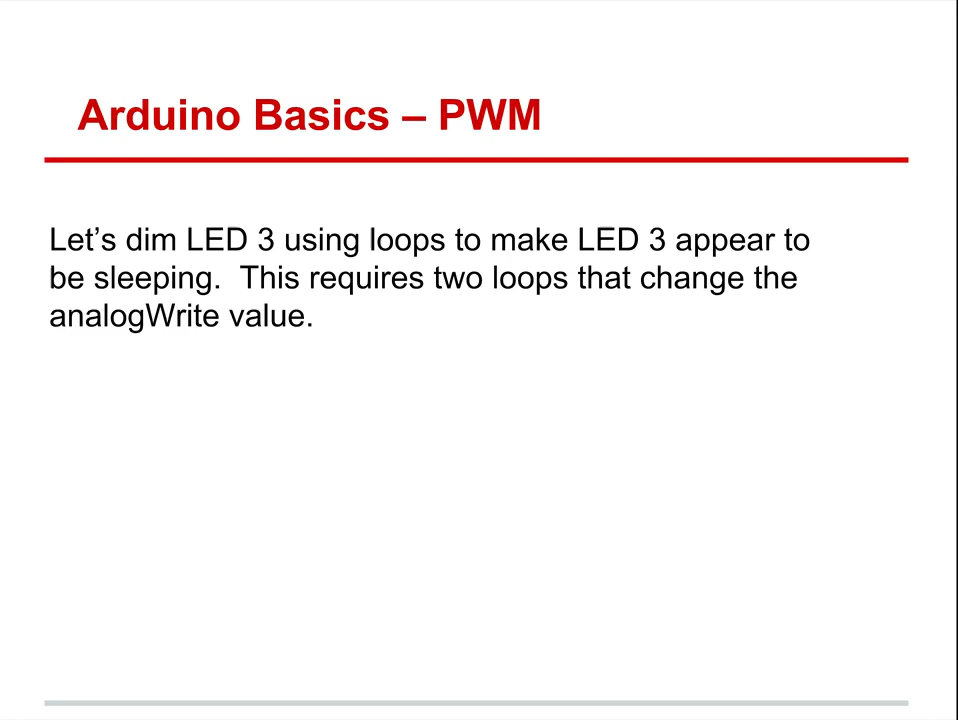 Arduino Basics – PWM
Let’s dim LED 3 using loops to make LED 3 appear to
be sleeping.  This requires two loops that change the
analogWrite value.